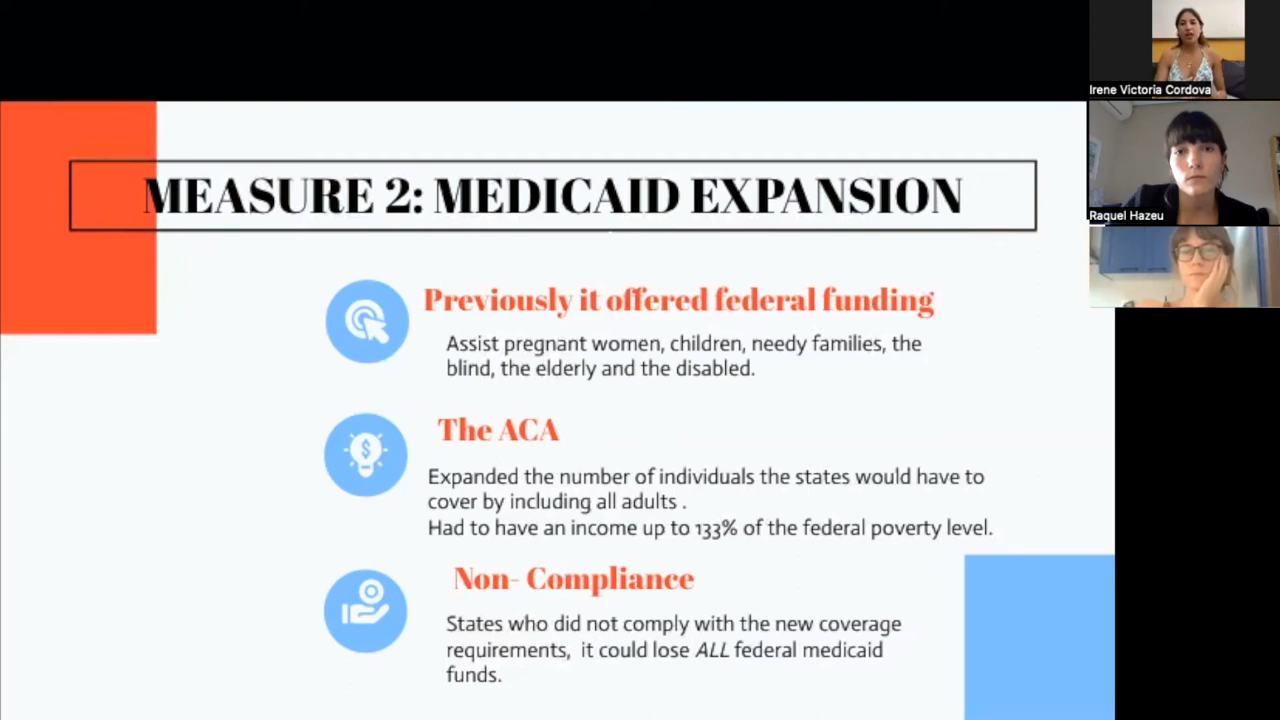 Irene Victoria Cordova
Raquel Hazeu
MEASURE 2: MEDICAID EXPANSION
Previously it offered federal funding
Assist pregnant women, children, needy families, the
blind, the elderly and the disabled.
The ACA
Expanded the number of individuals the states would have to
cover by including all adults .
Had to have an income up to 133% of the federal poverty level.
Non- Compliance
States who did not comply with the new coverage
requirements, it could lose ALL federal medicaid
funds.